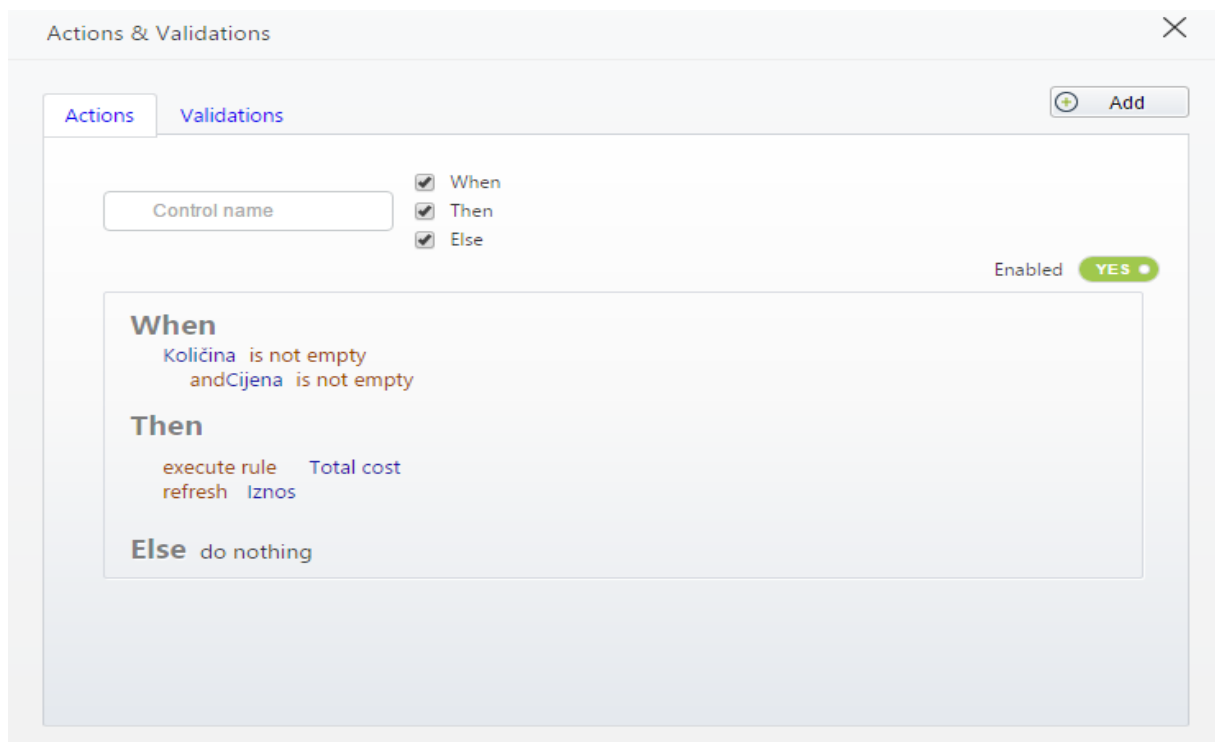 Actions & Validations
Add
Actions Validations
When
Control name
Then
Else
Enabled YES
When
Količina is not empty
andCijena is not empty
Then
execute rule Total cost
refresh Iznos
Else do nothing